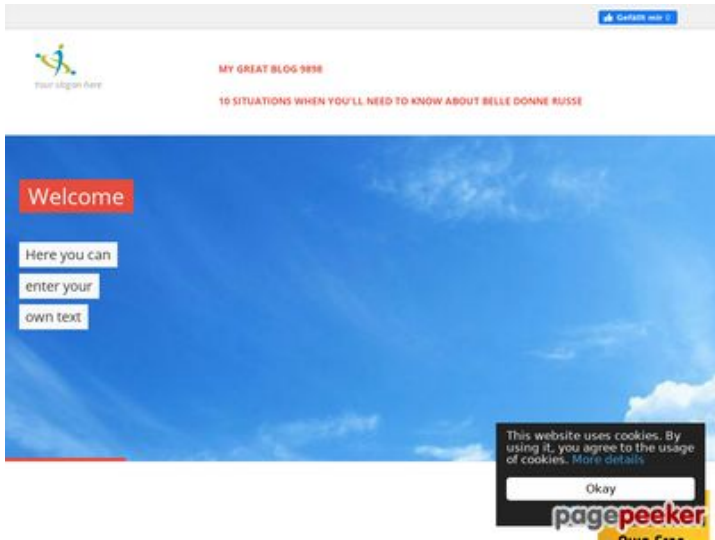 Gefällt mir 0
Your slogan here
MY GREAT BLOG 9898
10 SITUATIONS WHEN YOU'LL NEED TO KNOW ABOUT BELLE DONNE RUSSE
Welcome
Here you can
enter your
own text
This website uses cookies. By
using it, you agree to the usage
of cookies. More details
Okay
pagepeeker